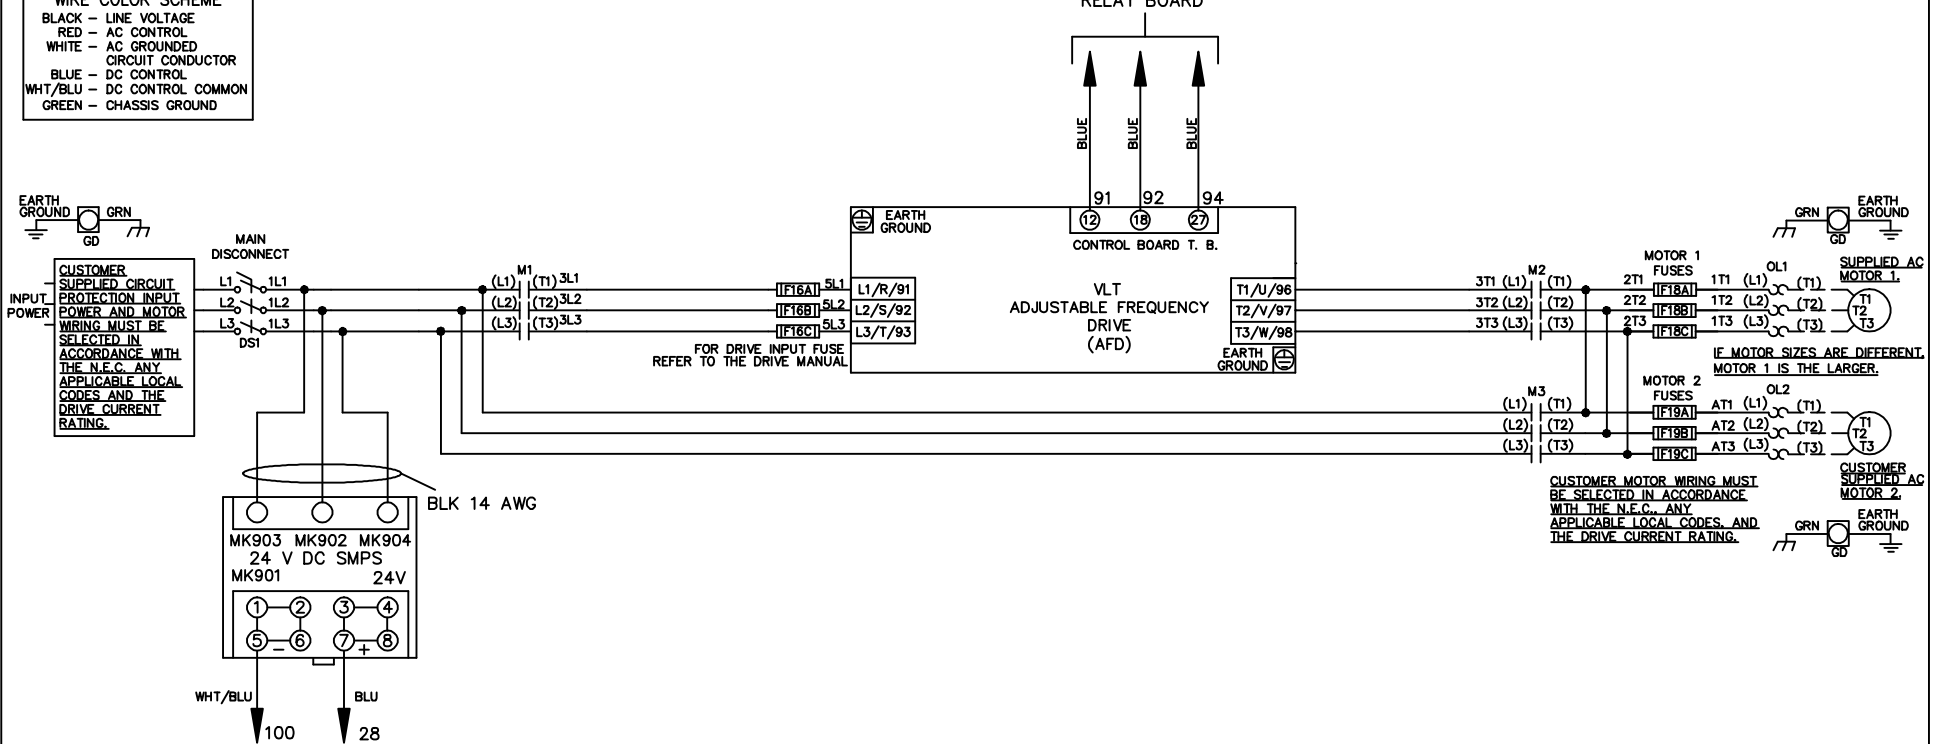 WIRE COLOR SCHEME
BLACK – LINE VOLTAGE
RED – AC CONTROL
WHITE – AC GROUNDED
CIRCUIT CONDUCTOR
BLUE – DC CONTROL
WHT/BLU – DC CONTROL COMMON
GREEN – CHASSIS GROUND
RELAY BOARD
BLUE
BLUE
BLUE
91 92 94
12 18 27
CONTROL BOARD T. B.
EARTH
GROUND
GRN
GD
INPUT
POWER
CUSTOMER
SUPPLIED CIRCUIT
PROTECTION INPUT
POWER AND MOTOR
WIRING MUST BE
SELECTED IN
ACCORDANCE WITH
THE N.E.C. ANY
APPLICABLE LOCAL
CODES AND THE
DRIVE CURRENT
RATING.
MAIN
DISCONNECT
L1 1L1
L2 1L2
L3 1L3
DS1
M1
(L1) (T1) 3L1
(L2) (T2) 3L2
(L3) (T3) 3L3
F16A 5L1
F16B 5L2
F16C 5L3
FOR DRIVE INPUT FUSE
REFER TO THE DRIVE MANUAL
EARTH
GROUND
L1/R/91
L2/S/92
L3/T/93
VLT
ADJUSTABLE FREQUENCY
DRIVE
(AFD)
T1/U/96
T2/V/97
T3/W/98
EARTH
GROUND
M2
3T1 (L1) (T1)
3T2 (L2) (T2)
3T3 (L3) (T3)
MOTOR 1
FUSES
2T1 F18A 1T1 (L1)
2T2 F18B 1T2 (L2)
2T3 F18C 1T3 (L3)
OL1
(T1)
(T2)
(T3)
T1
T2
T3
GRN
GD
EARTH
GROUND
SUPPLIED AC
MOTOR 1.
IF MOTOR SIZES ARE DIFFERENT,
MOTOR 1 IS THE LARGER.
M3
(L1) (T1)
(L2) (T2)
(L3) (T3)
MOTOR 2
FUSES
F19A AT1 (L1)
F19B AT2 (L2)
F19C AT3 (L3)
OL2
(T1)
(T2)
(T3)
T1
T2
T3
CUSTOMER
SUPPLIED AC
MOTOR 2.
CUSTOMER MOTOR WIRING MUST
BE SELECTED IN ACCORDANCE
WITH THE N.E.C., ANY
APPLICABLE LOCAL CODES, AND
THE DRIVE CURRENT RATING.
GRN
GD
EARTH
GROUND
BLK 14 AWG
MK903 MK902 MK904
24 V DC SMPS
MK901 24V
1 2 3 4
5 6 7 8
– +
WHT/BLU BLU
100 28